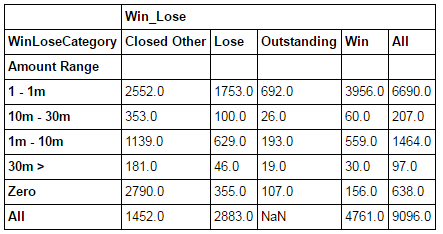 Win_Lose
WinLoseCategory Closed Other Lose Outstanding Win All
Amount Range
1 - 1m 2552.0 1753.0 692.0 3956.0 6690.0
10m - 30m 353.0 100.0 26.0 60.0 207.0
1m - 10m 1139.0 629.0 193.0 559.0 1464.0
30m > 181.0 46.0 19.0 30.0 97.0
Zero 2790.0 355.0 107.0 156.0 638.0
All 1452.0 2883.0 NaN 4761.0 9096.0